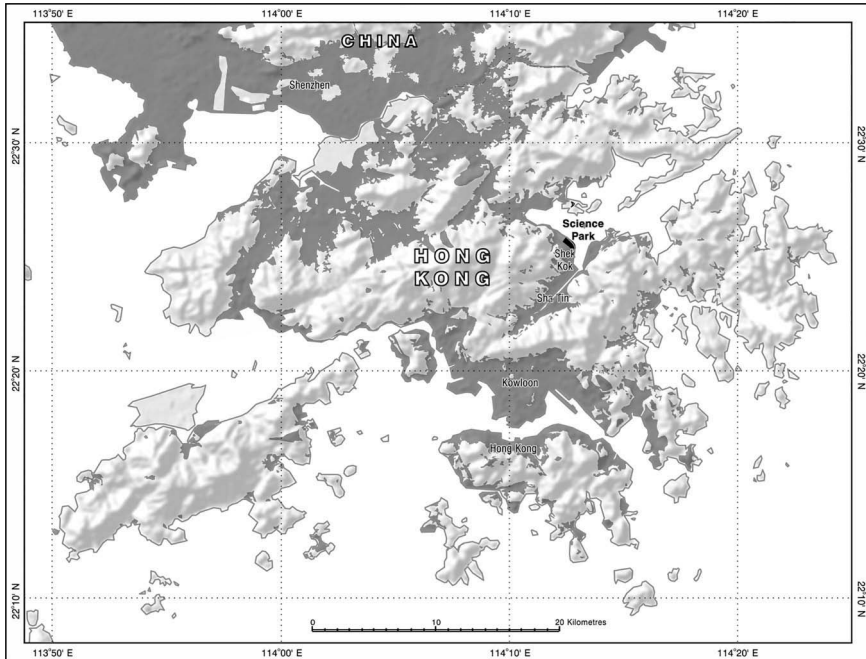 113°50' E
114°00' E
114°10' E
114°20' E
CHINA
Shenzhen
22°30' N
22°30' N
Science
Park
HONG
KONG
Shek
Kok
Sha Tin
22°20' N
22°20' N
Kowloon
Hong Kong
22°10' N
22°10' N
0 10 20 Kilometres
113°50' E
114°00' E
114°10' E
114°20' E